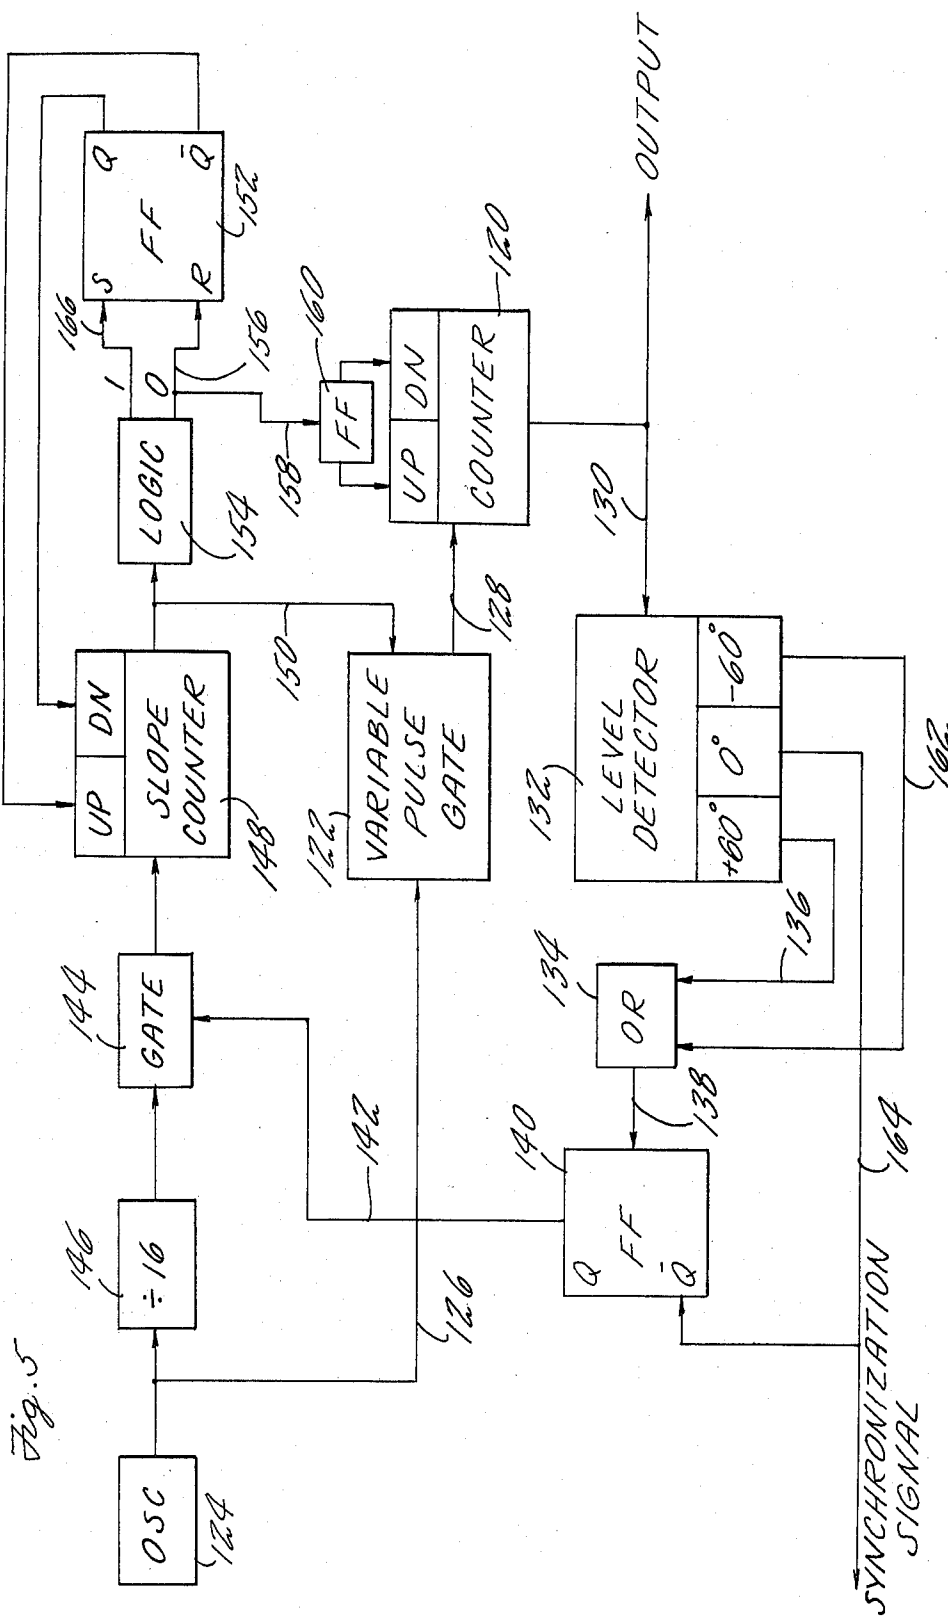 Fig. 5
OSC
124
÷ 16
146
GATE
144
UP
DN
SLOPE
COUNTER
148
LOGIC
154
1
0
166
156
S
Q
FF
R
Q̄
152
142
126
150
158
VARIABLE
PULSE
GATE
122
128
FF
160
UP
DN
COUNTER
120
130
OUTPUT
LEVEL
DETECTOR
132
+60°
0°
-60°
136
162
OR
134
138
Q
FF
Q̄
140
164
SYNCHRONIZATION
SIGNAL